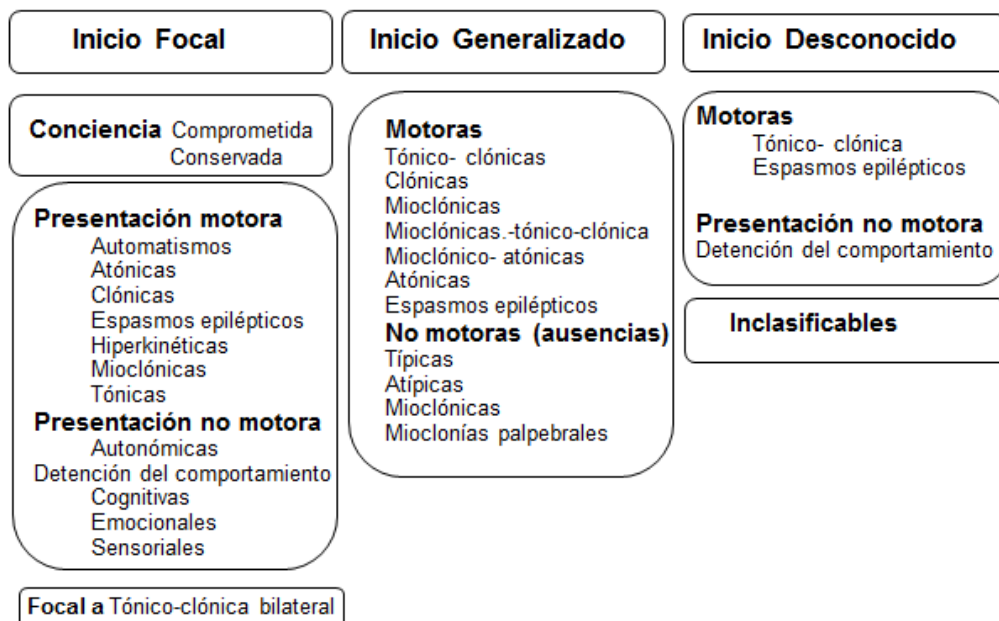 Inicio Focal
Conciencia Comprometida
Conservada
Presentación motora
Automatismos
Atónicas
Clónicas
Espasmos epilépticos
Hiperkinéticas
Mioclónicas
Tónicas
Presentación no motora
Autonómicas
Detención del comportamiento
Cognitivas
Emocionales
Sensoriales
Focal a Tónico-clónica bilateral
Inicio Generalizado
Motoras
Tónico- clónicas
Clónicas
Mioclónicas
Mioclónicas.-tónico-clónica
Mioclónico- atónicas
Atónicas
Espasmos epilépticos
No motoras (ausencias)
Típicas
Atípicas
Mioclónicas
Mioclonías palpebrales
Inicio Desconocido
Motoras
Tónico- clónica
Espasmos epilépticos
Presentación no motora
Detención del comportamiento
Inclasificables